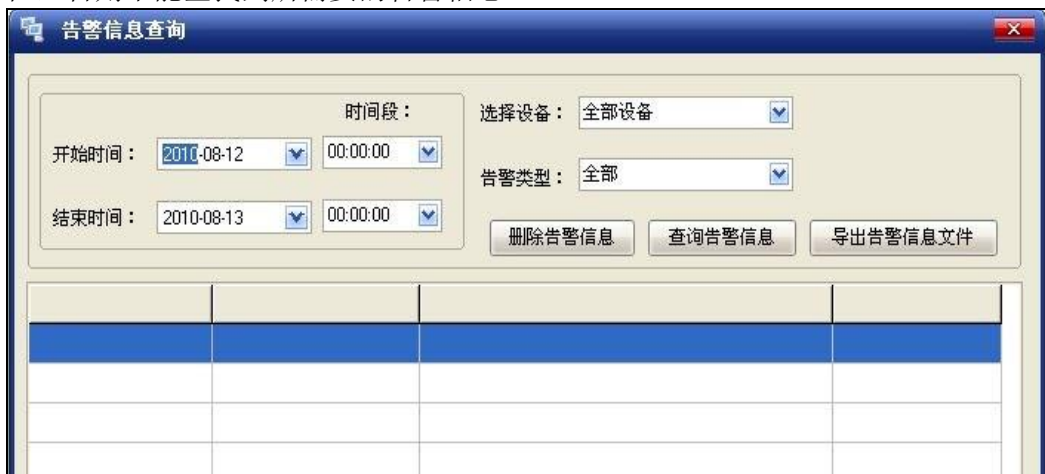 告警信息查询
时间段：
开始时间： 2010-08-12 00:00:00
结束时间： 2010-08-13 00:00:00
选择设备： 全部设备
告警类型： 全部
删除告警信息 查询告警信息 导出告警信息文件